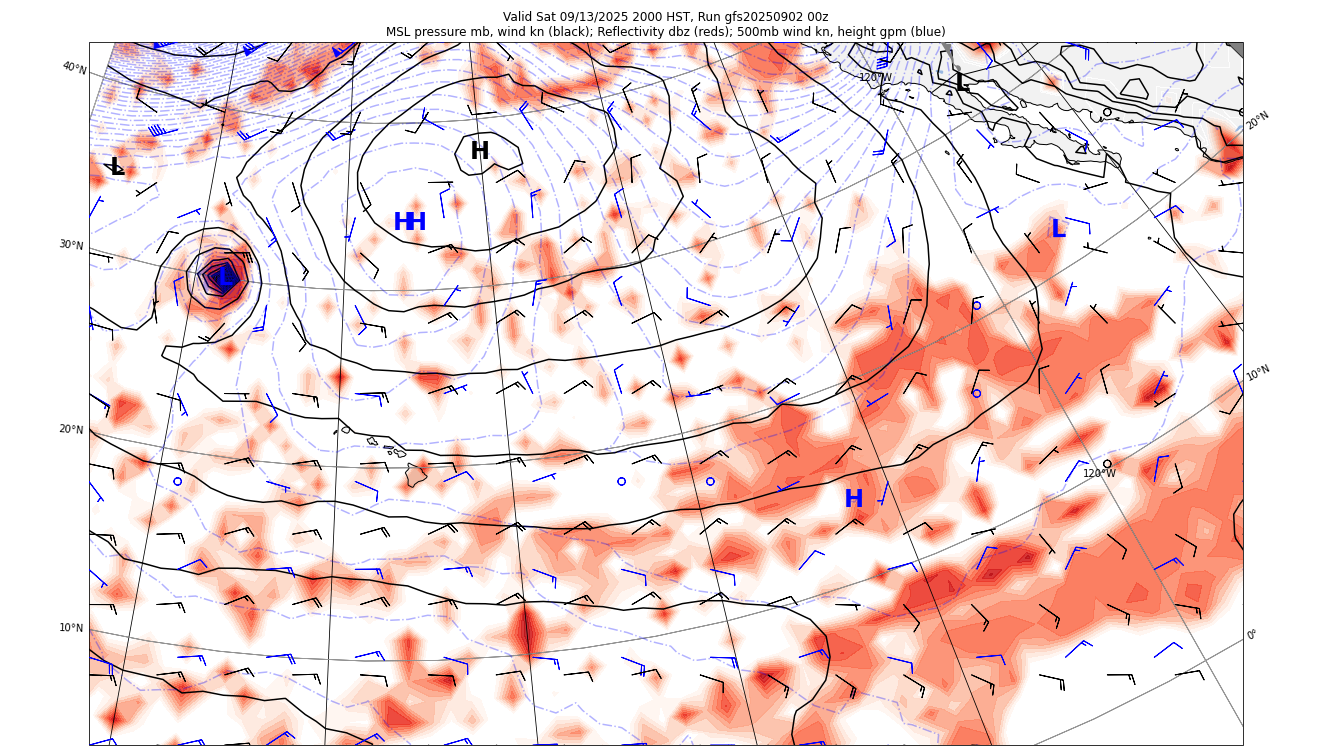 Valid Sat 09/13/2025 2000 HST, Run gfs20250902 00z
MSL pressure mb, wind kn (black); Reflectivity dbz (reds); 500mb wind kn, height gpm (blue)
40°N
120°W
L
20°N
H
L
HH
L
30°N
L
10°N
20°N
120°W
H
10°N
0°